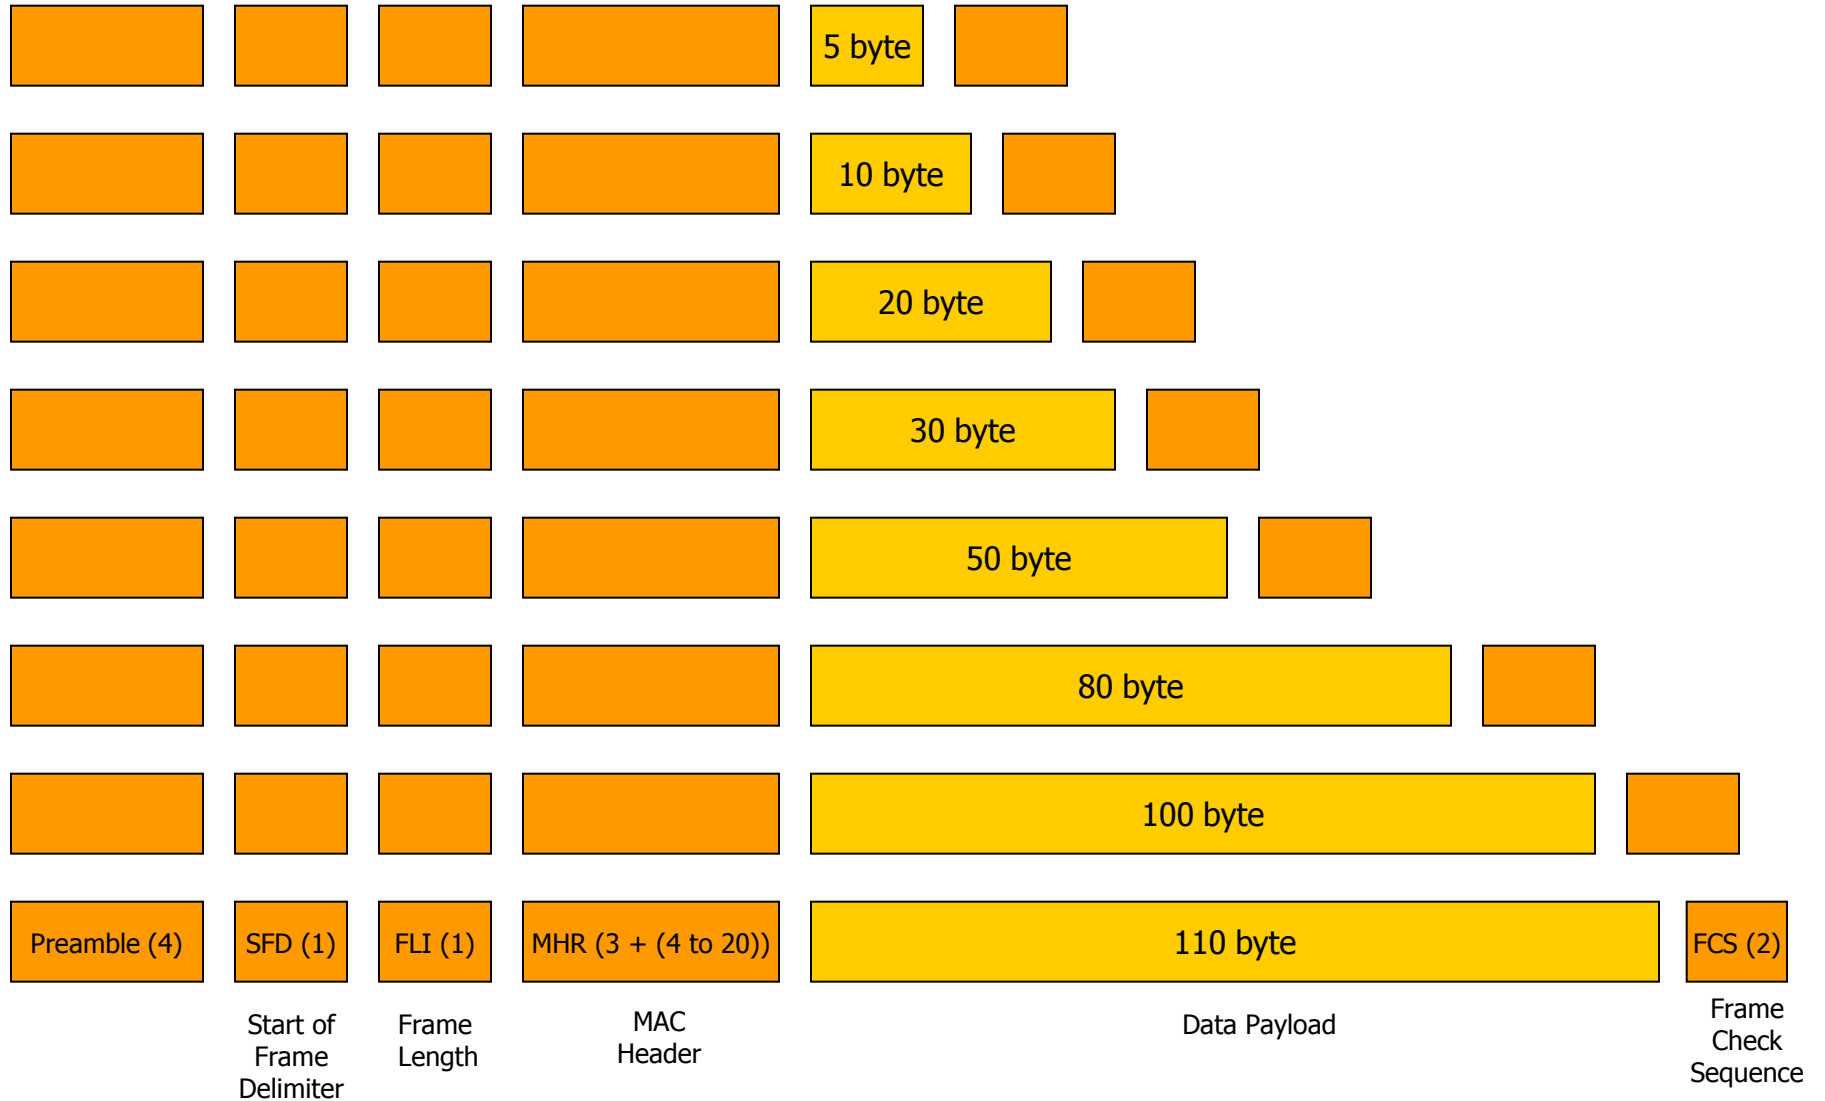 5 byte
10 byte
20 byte
30 byte
50 byte
80 byte
100 byte
Preamble (4)
SFD (1)
FLI (1)
MHR (3 + (4 to 20))
110 byte
FCS (2)
Start of
Frame
Delimiter
Frame
Length
MAC
Header
Data Payload
Frame
Check
Sequence